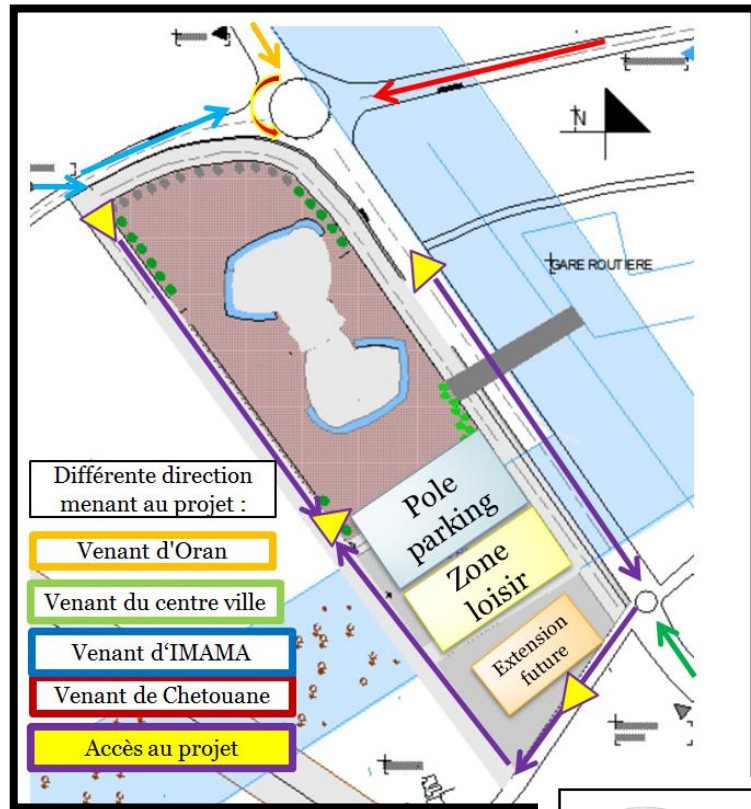 N
GARE ROUTIERE
Pole
parking
Zone
loisir
Extension
future
Différente direction
menant au projet :
Venant d'Oran
Venant du centre ville
Venant d‘IMAMA
Venant de Chetouane
Accès au projet